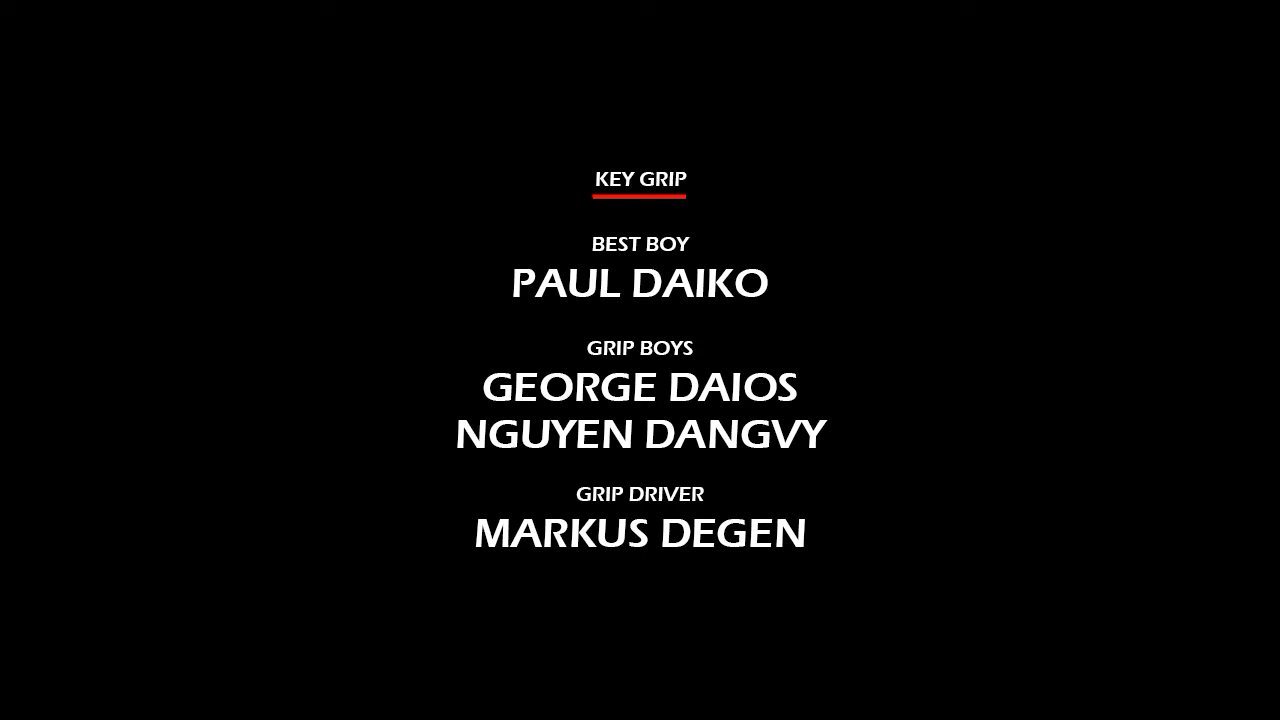 KEY GRIP
BEST BOY
PAUL DAIKO
GRIP BOYS
GEORGE DAIOS
NGUYEN DANGVY
GRIP DRIVER
MARKUS DEGEN